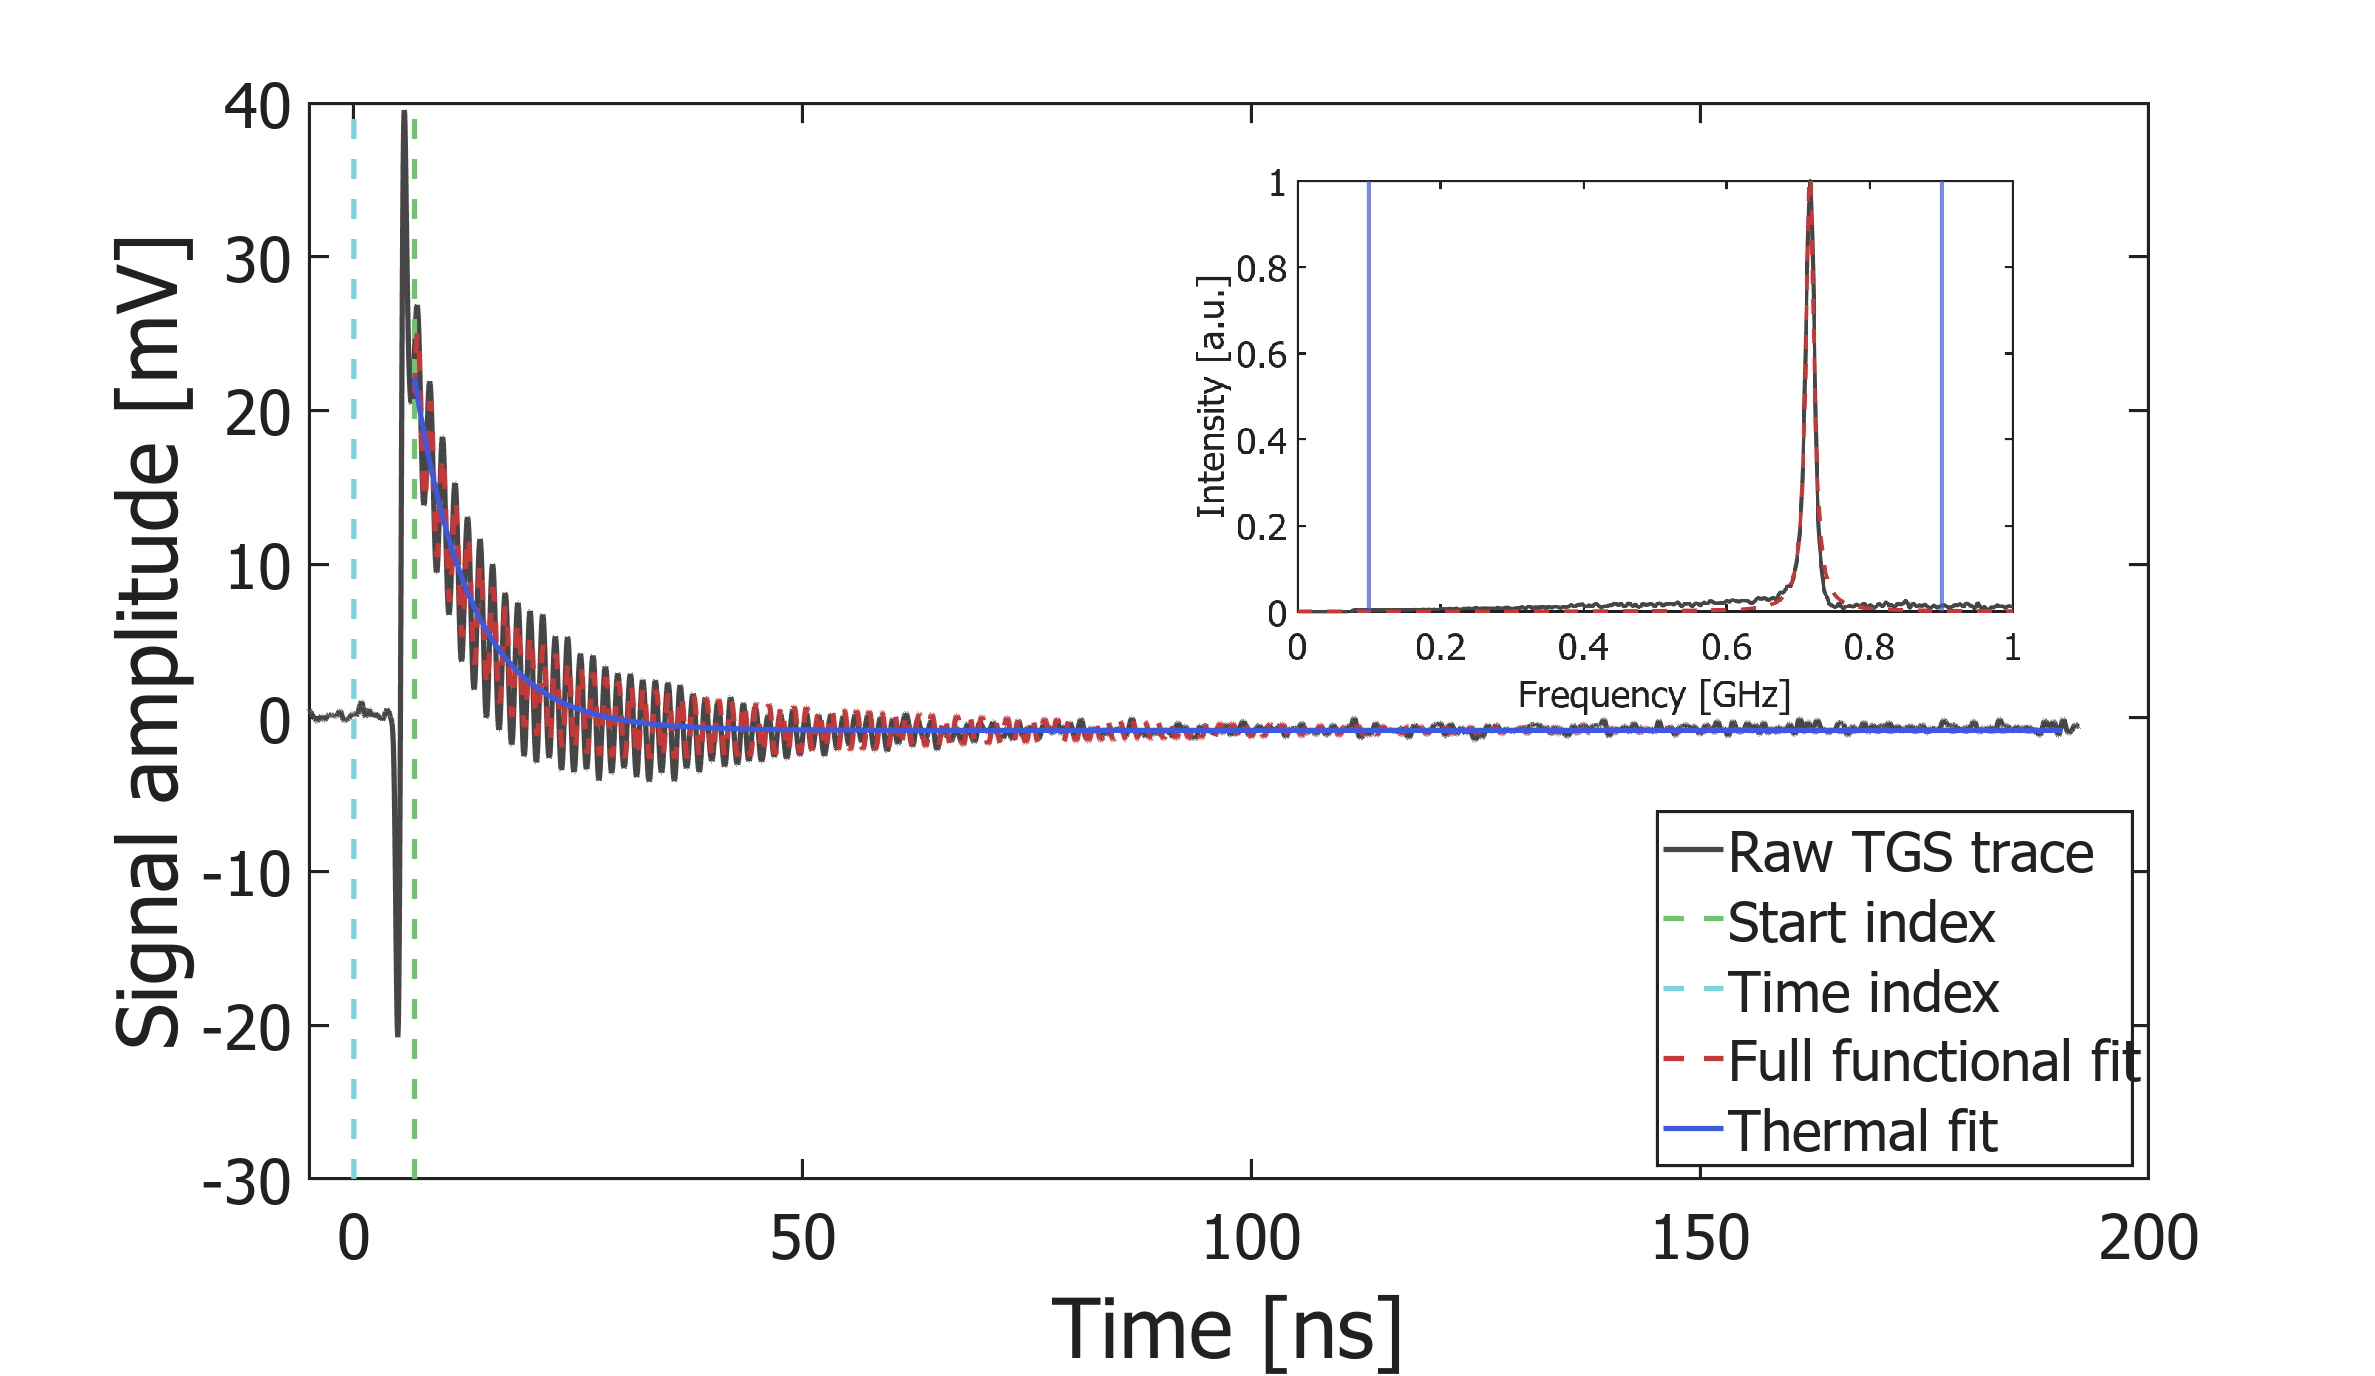 Signal amplitude [mV]
40
30
20
10
0
-10
-20
-30
0
50
100
150
200
Time [ns]
Intensity [a.u.]
1
0.8
0.6
0.4
0.2
0
0
0.2
0.4
0.6
0.8
1
Frequency [GHz]
Raw TGS trace
Start index
Time index
Full functional fit
Thermal fit